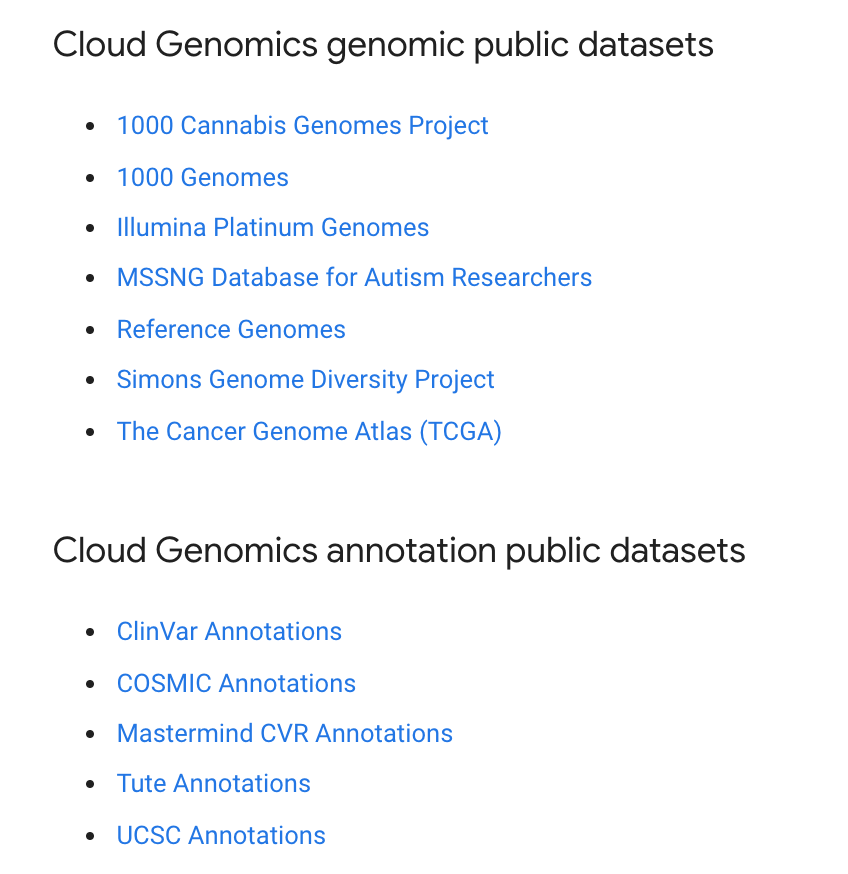 Cloud Genomics genomic public datasets
1000 Cannabis Genomes Project
1000 Genomes
Illumina Platinum Genomes
MSSNG Database for Autism Researchers
Reference Genomes
Simons Genome Diversity Project
The Cancer Genome Atlas (TCGA)
Cloud Genomics annotation public datasets
ClinVar Annotations
COSMIC Annotations
Mastermind CVR Annotations
Tute Annotations
UCSC Annotations